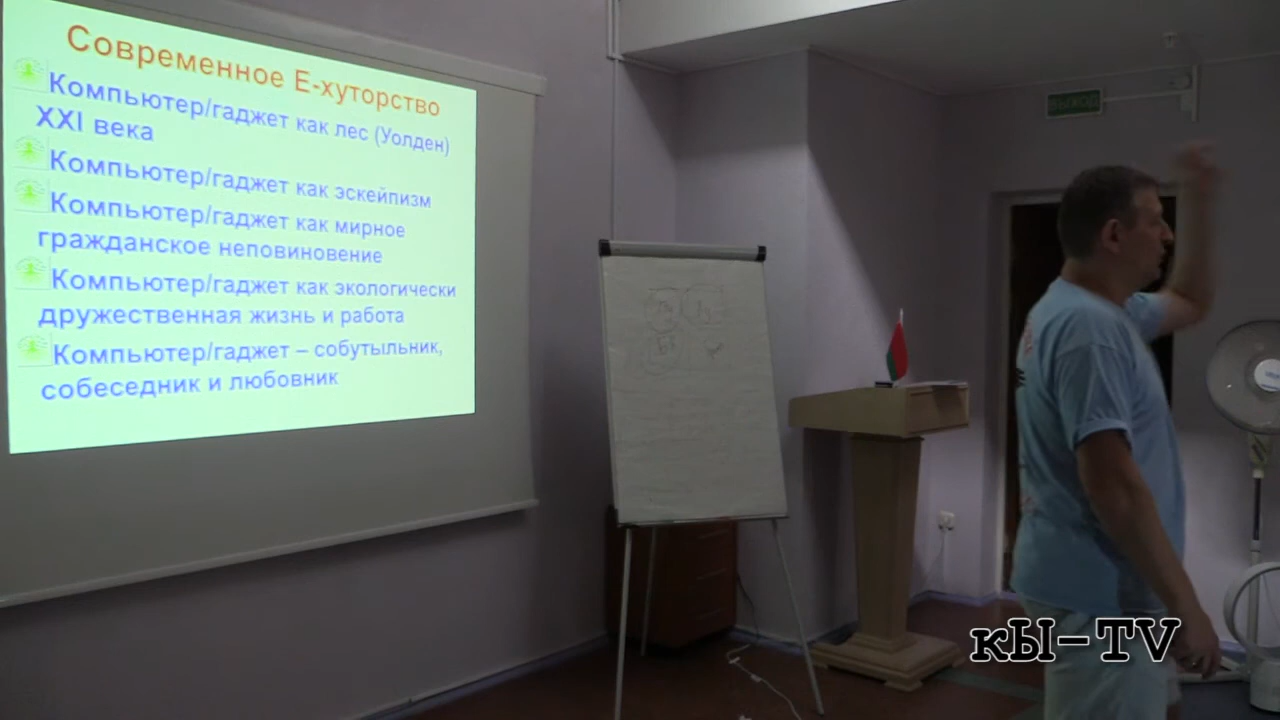 Современное Е-хуторство
Компьютер/гаджет как лес (Уолден)
XXI века
Компьютер/гаджет как эскейпизм
Компьютер/гаджет как мирное
гражданское неповиновение
Компьютер/гаджет как экологически
дружественная жизнь и работа
Компьютер/гаджет – собутыльник,
собеседник и любовник
ВЫХОД
кЫ-TV